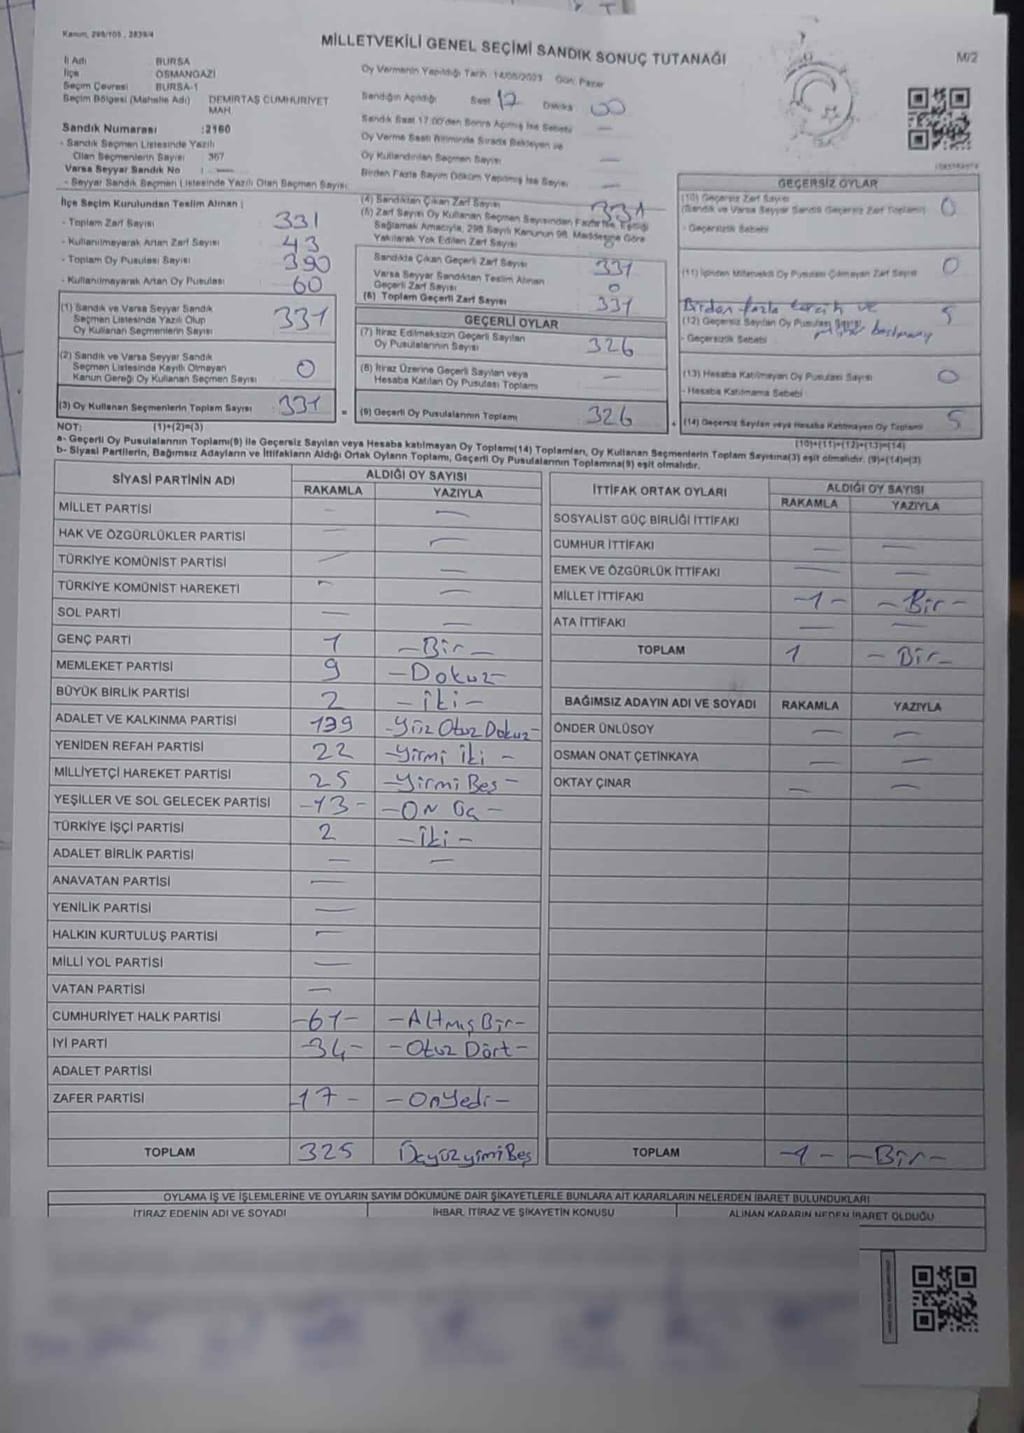 Kanun, 298/105 , 2839/4
MİLLETVEKİLİ GENEL SEÇİMİ SANDIK SONUÇ TUTANAĞI
M/2
İl Adı BURSA
İlçe OSMANGAZİ
Seçim Çevresi BURSA-1
Seçim Bölgesi (Mahalle Adı) DEMİRTAŞ CUMHURİYET MAH.
Sandık Numarası :2160
- Sandık Seçmen Listesinde Yazılı
Olan Seçmenlerin Sayısı 367
Varsa Seyyar Sandık No : —
- Seyyar Sandık Seçmen Listesinde Yazılı Olan Seçmen Sayısı
Oy Vermenin Yapıldığı Tarih 14/05/2023 Gün: Pazar
Sandığın Açıldığı Saat 17 Dakika 00
Sandık Saat 17:00'den Sonra Açılmış İse Sebebi —
Oy Verme Saati Bitiminde Sırada Bekleyen ve
Oy Kullandırılan Seçmen Sayısı —
Birden Fazla Sayım Döküm Yapılmış İse Sayısı —
İlçe Seçim Kurulundan Teslim Alınan :
- Toplam Zarf Sayısı 331
- Kullanılmayarak Artan Zarf Sayısı 43
- Toplam Oy Pusulası Sayısı 390
- Kullanılmayarak Artan Oy Pusulası 60
(1) Sandık ve Varsa Seyyar Sandık
Seçmen Listesinde Yazılı Olup
Oy Kullanan Seçmenlerin Sayısı 331
(2) Sandık ve Varsa Seyyar Sandık
Seçmen Listesinde Kayıtlı Olmayan
Kanun Gereği Oy Kullanan Seçmen Sayısı 0
(3) Oy Kullanan Seçmenlerin Toplam Sayısı 331
(4) Sandıktan Çıkan Zarf Sayısı 331
(5) Zarf Sayısı Oy Kullanan Seçmen Sayısından Fazla İse, Eşitliği
Sağlamak Amacıyla, 298 Sayılı Kanunun 98. Maddesine Göre
Yakılarak Yok Edilen Zarf Sayısı
Sandıkta Çıkan Geçerli Zarf Sayısı 331
Varsa Seyyar Sandıktan Teslim Alınan
Geçerli Zarf Sayısı 0
(6) Toplam Geçerli Zarf Sayısı 331
GEÇERLİ OYLAR
(7) İtiraz Edilmeksizin Geçerli Sayılan
Oy Pusulalarının Sayısı 326
(8) İtiraz Üzerine Geçerli Sayılan veya
Hesaba Katılan Oy Pusulası Toplamı —
= (9) Geçerli Oy Pusulalarının Toplamı 326
GEÇERSİZ OYLAR
(10) Geçersiz Zarf Sayısı
(Sandık ve Varsa Seyyar Sandık Geçersiz Zarf Toplamı) 0
- Geçersizlik Sebebi
(11) İçinden Milletvekili Oy Pusulası Çıkmayan Zarf Sayısı 0
Birden fazla tercih ve
(12) Geçersiz Sayılan Oy Pusulası Sayısı 5
- Geçersizlik Sebebi
(13) Hesaba Katılmayan Oy Pusulası Sayısı 0
- Hesaba Katılmama Sebebi
+ (14) Geçersiz Sayılan veya Hesaba Katılmayan Oy Toplamı 5
NOT: (1)+(2)=(3)
(10)+(11)+(12)+(13)=(14)
a- Geçerli Oy Pusulalarının Toplamı(9) ile Geçersiz Sayılan veya Hesaba katılmayan Oy Toplamı(14) Toplamları, Oy Kullanan Seçmenlerin Toplam Sayısına(3) eşit olmalıdır. (9)+(14)=(3)
b- Siyasi Partilerin, Bağımsız Adayların ve İttifakların Aldığı Ortak Oyların Toplamı, Geçerli Oy Pusulalarının Toplamına(9) eşit olmalıdır.
SİYASİ PARTİNİN ADI ALDIĞI OY SAYISI
RAKAMLA YAZIYLA
MİLLET PARTİSİ — —
HAK VE ÖZGÜRLÜKLER PARTİSİ — —
TÜRKİYE KOMÜNİST PARTİSİ — —
TÜRKİYE KOMÜNİST HAREKETİ — —
SOL PARTİ — —
GENÇ PARTİ 1 -Bir-
MEMLEKET PARTİSİ 9 -Dokuz-
BÜYÜK BİRLİK PARTİSİ 2 -iki-
ADALET VE KALKINMA PARTİSİ 139 -Yüz Otuz Dokuz-
YENİDEN REFAH PARTİSİ 22 -Yirmi iki -
MİLLİYETÇİ HAREKET PARTİSİ 25 -Yirmi Beş -
YEŞİLLER VE SOL GELECEK PARTİSİ -13- -ON ÜÇ -
TÜRKİYE İŞÇİ PARTİSİ 2 -İki -
ADALET BİRLİK PARTİSİ — —
ANAVATAN PARTİSİ —
YENİLİK PARTİSİ —
HALKIN KURTULUŞ PARTİSİ —
MİLLİ YOL PARTİSİ —
VATAN PARTİSİ —
CUMHURİYET HALK PARTİSİ -61- -Altmış Bir-
İYİ PARTİ -34- -Otuz Dört-
ADALET PARTİSİ
ZAFER PARTİSİ -17- -Onyedi-
TOPLAM 325 Üçyüzyirmi Beş
İTTİFAK ORTAK OYLARI ALDIĞI OY SAYISI
RAKAMLA YAZIYLA
SOSYALİST GÜÇ BİRLİĞİ İTTİFAKI
CUMHUR İTTİFAKI — —
EMEK VE ÖZGÜRLÜK İTTİFAKI — —
MİLLET İTTİFAKI -1- -Bir-
ATA İTTİFAKI — —
TOPLAM 1 -Bir-
BAĞIMSIZ ADAYIN ADI VE SOYADI RAKAMLA YAZIYLA
ÖNDER ÜNLÜSOY — —
OSMAN ONAT ÇETİNKAYA — —
OKTAY ÇINAR — —
TOPLAM -1- -Bir-
OYLAMA İŞ VE İŞLEMLERİNE VE OYLARIN SAYIM DÖKÜMÜNE DAİR ŞİKAYETLERLE BUNLARA AİT KARARLARIN NELERDEN İBARET BULUNDUKLARI
İTİRAZ EDENİN ADI VE SOYADI İHBAR, İTİRAZ VE ŞİKAYETİN KONUSU ALINAN KARARIN NEDEN İBARET OLDUĞU